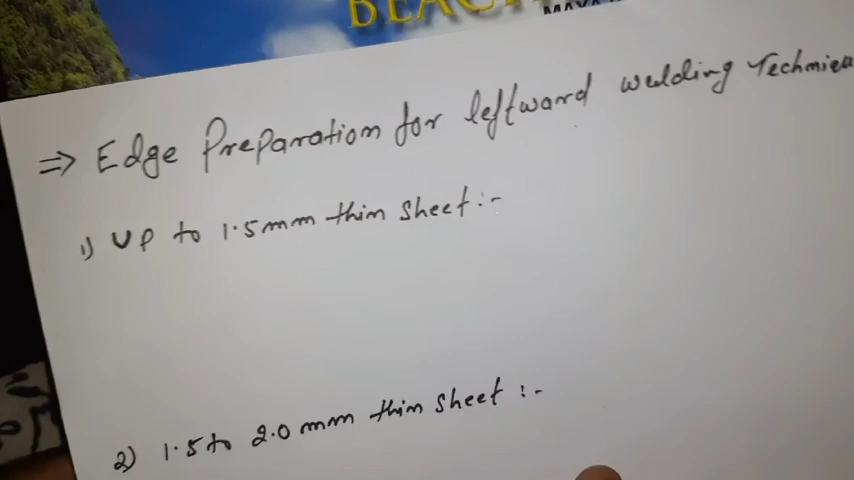 BEACH
⇒ Edge Preparation for leftward welding
1) Up to 1.5mm thin sheet :-
2) 1.5 to 2.0 mm thin sheet :-